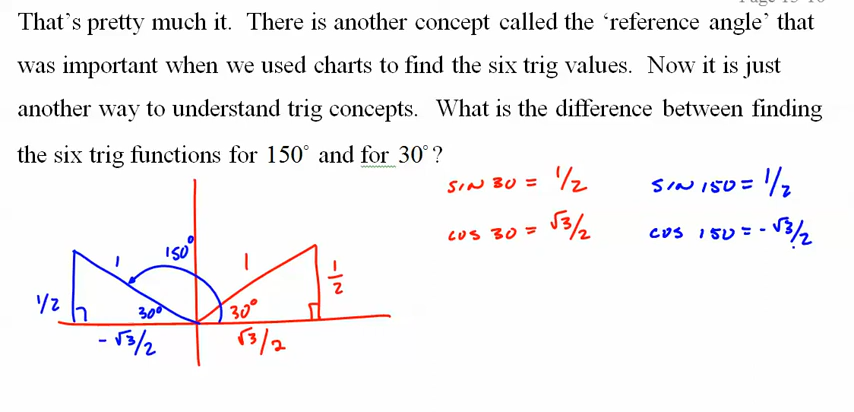 That's pretty much it. There is another concept called the 'reference angle' that
was important when we used charts to find the six trig values. Now it is just
another way to understand trig concepts. What is the difference between finding
the six trig functions for 150° and for 30°?
SIN 30 = 1/2
SIN 150 = 1/2
COS 30 = √3/2
COS 150 = - √3/2
150°
1
1
1/2
1/2
30°
30°
- √3/2
√3/2